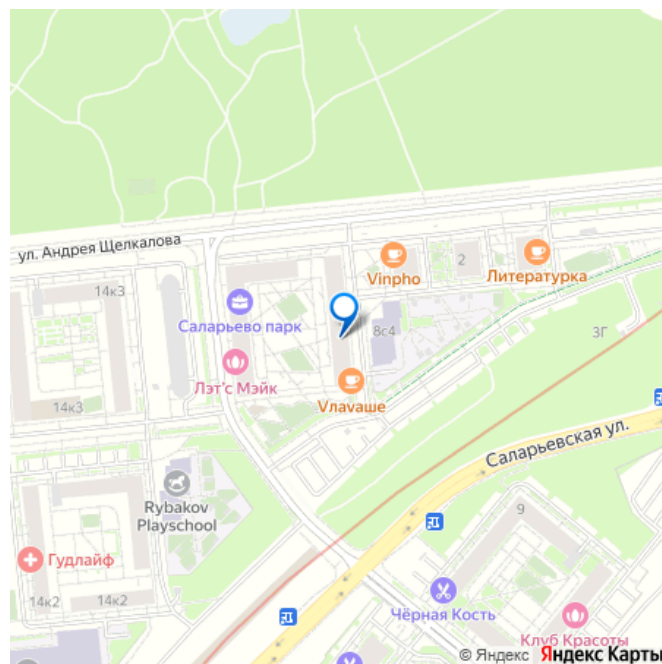 ул. Андрея Щелкалова
Vinpho
2
Литературка
14к3
Саларьево парк
8с4
3Г
Лэт'с Мэйк
14к3
Vлаvаше
Саларьевская ул.
Rybakov
Playschool
9
Гудлайф
14к2
14к2
Чёрная Кость
Клуб Красоты
© Яндекс Яндекс Карты